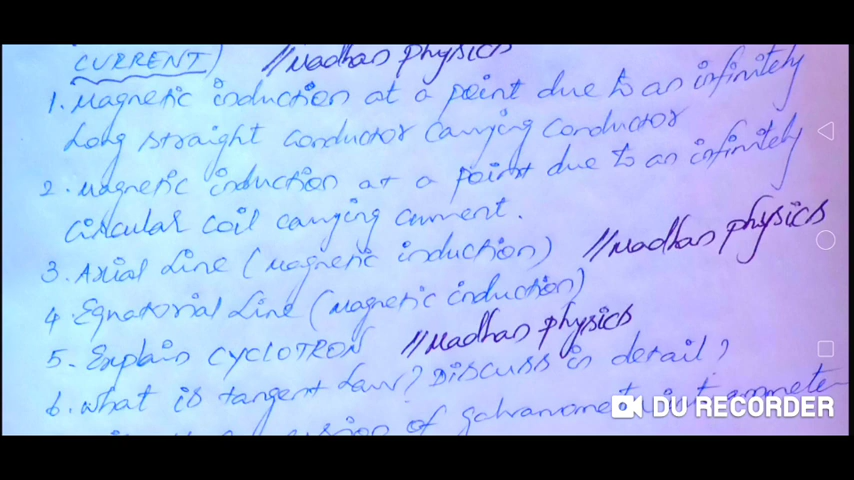 CURRENT) //Madhan physics
1. Magnetic induction at a point due to an infinitely
Long straight conductor carrying conductor
2. Magnetic induction at a point due to an infinitely
circular coil carrying current.
3. Axial Line (Magnetic induction) //Madhan physics
4. Equatorial Line (Magnetic induction)
5. Explain CYCLOTRON //Madhan physics
6. What is tangent Law? Discuss in detail?
of galvanometer into ammeter
DU RECORDER